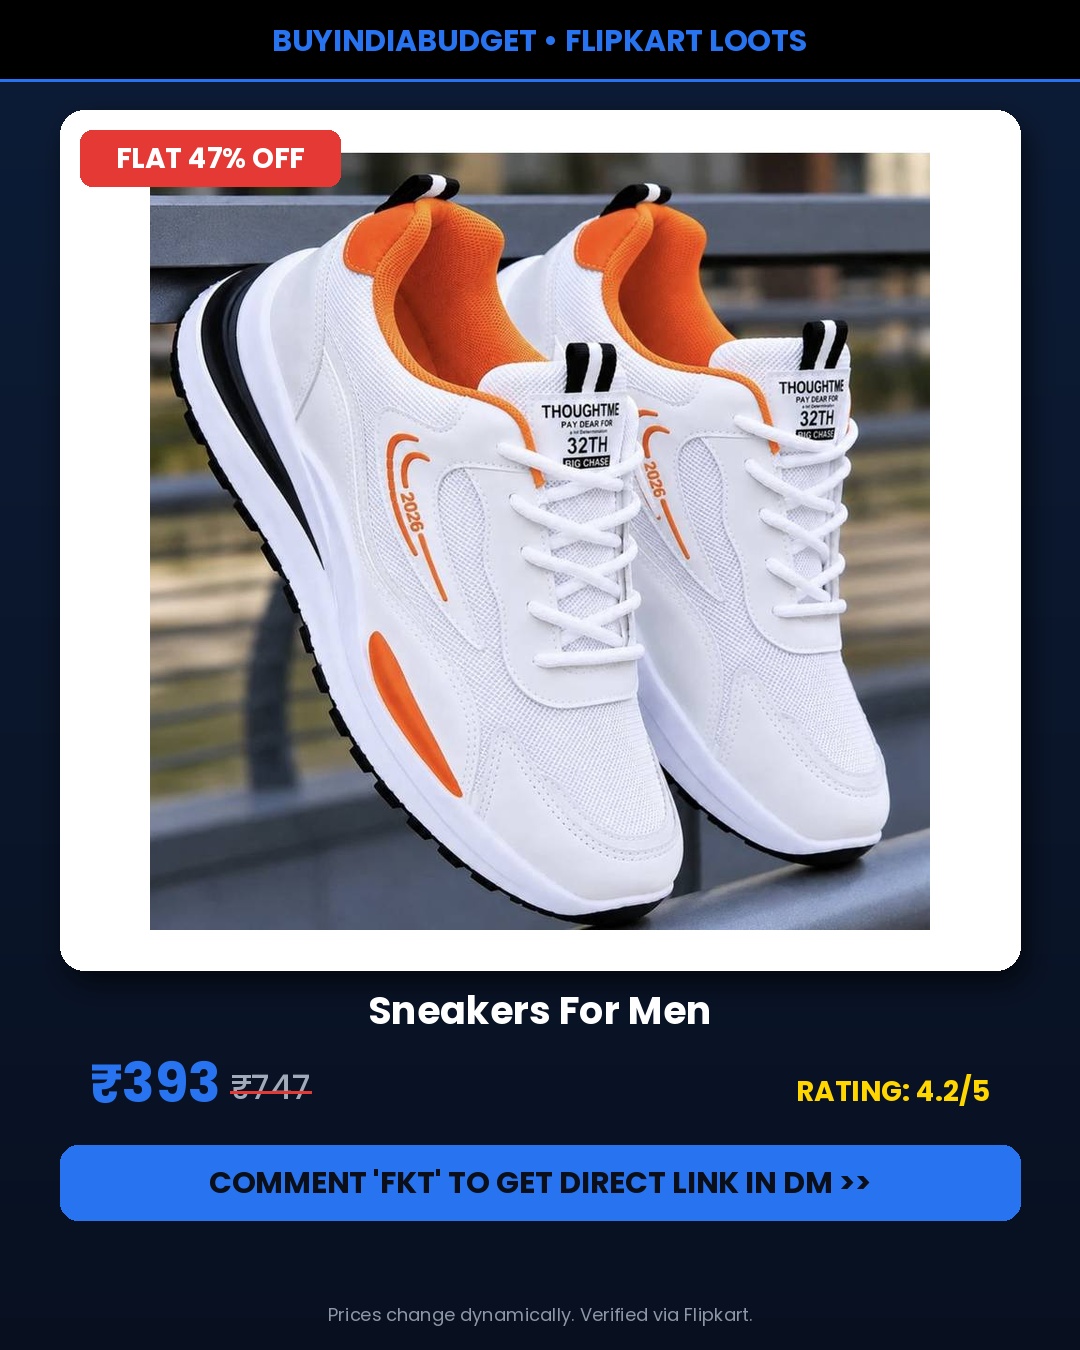 BUYINDIABUDGET • FLIPKART LOOTS
FLAT 47% OFF
THOUGHTME
PAY DEAR FOR
32TH
BIG CHASE
2026
THOUGHTME
PAY DEAR FOR
32TH
BIG CHASE
2026
Sneakers For Men
₹393 ₹747
RATING: 4.2/5
COMMENT 'FKT' TO GET DIRECT LINK IN DM >>
Prices change dynamically. Verified via Flipkart.